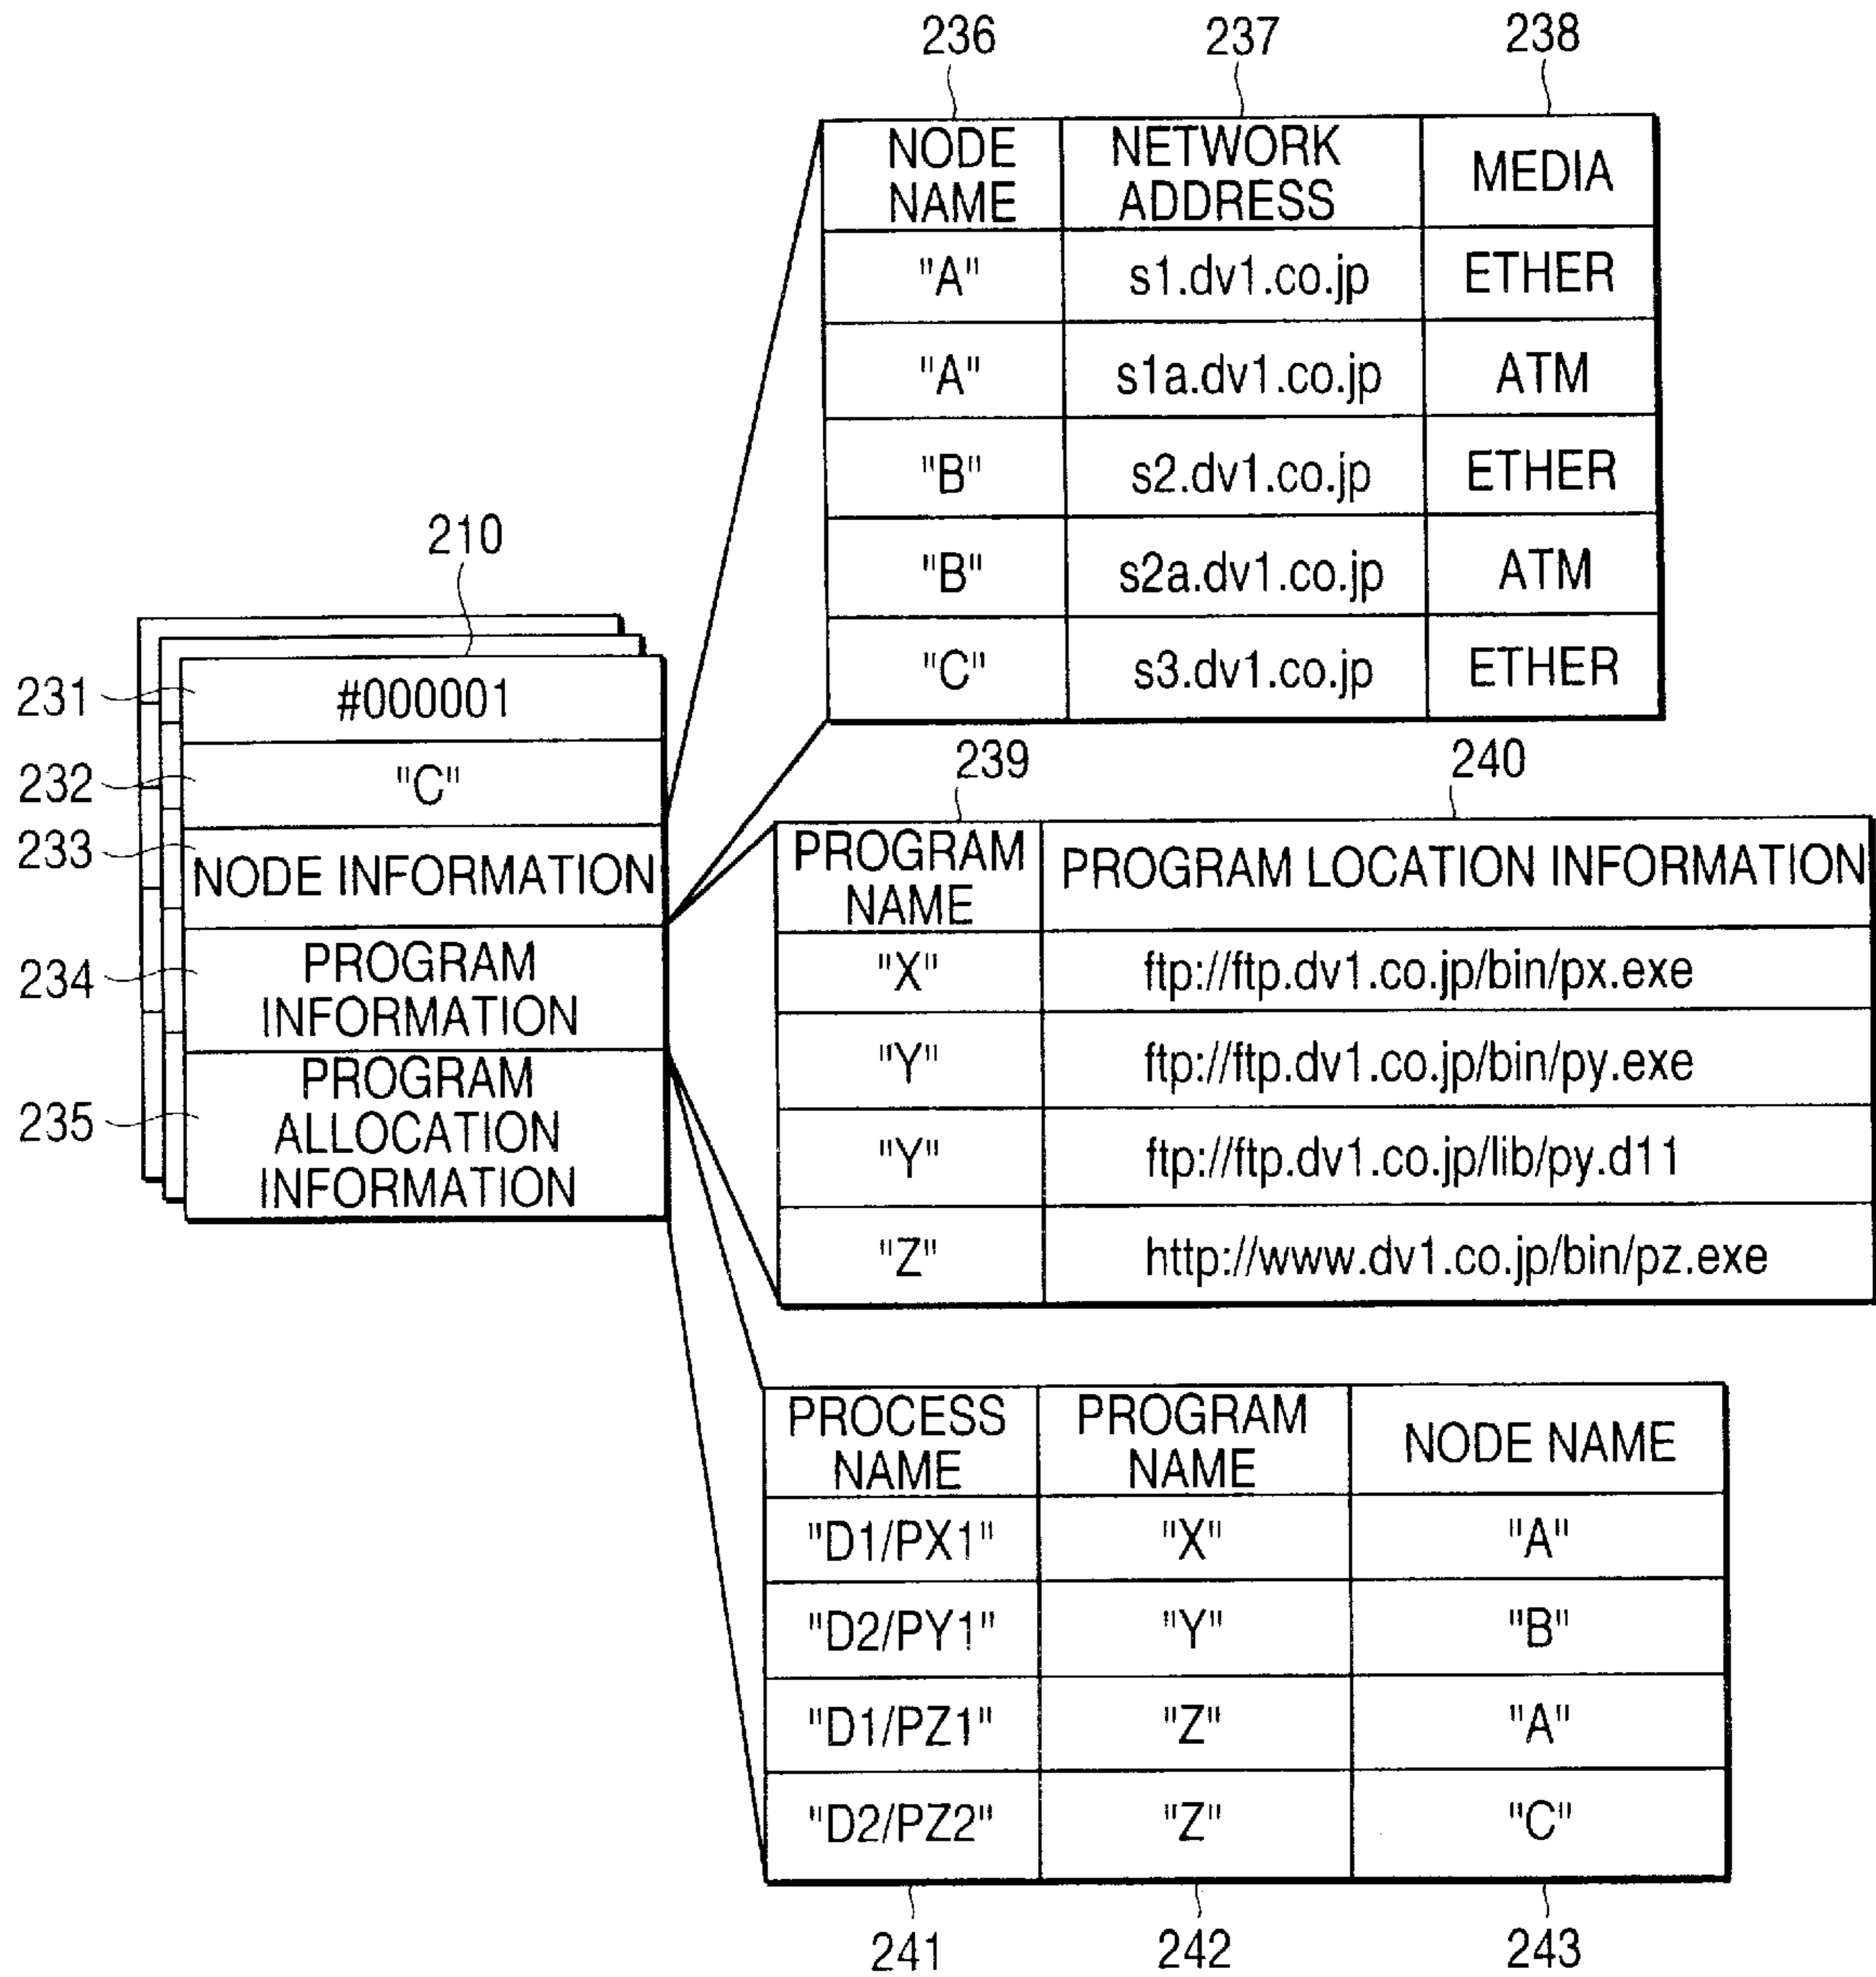 236 237 238
NODE NAME NETWORK ADDRESS MEDIA
"A" s1.dv1.co.jp ETHER
"A" s1a.dv1.co.jp ATM
"B" s2.dv1.co.jp ETHER
"B" s2a.dv1.co.jp ATM
"C" s3.dv1.co.jp ETHER
210
231 #000001
232 "C"
233 NODE INFORMATION
234 PROGRAM
INFORMATION
235 PROGRAM
ALLOCATION
INFORMATION
239 240
PROGRAM NAME PROGRAM LOCATION INFORMATION
"X" ftp://ftp.dv1.co.jp/bin/px.exe
"Y" ftp://ftp.dv1.co.jp/bin/py.exe
"Y" ftp://ftp.dv1.co.jp/lib/py.d11
"Z" http://www.dv1.co.jp/bin/pz.exe
PROCESS NAME PROGRAM NAME NODE NAME
"D1/PX1" "X" "A"
"D2/PY1" "Y" "B"
"D1/PZ1" "Z" "A"
"D2/PZ2" "Z" "C"
241 242 243